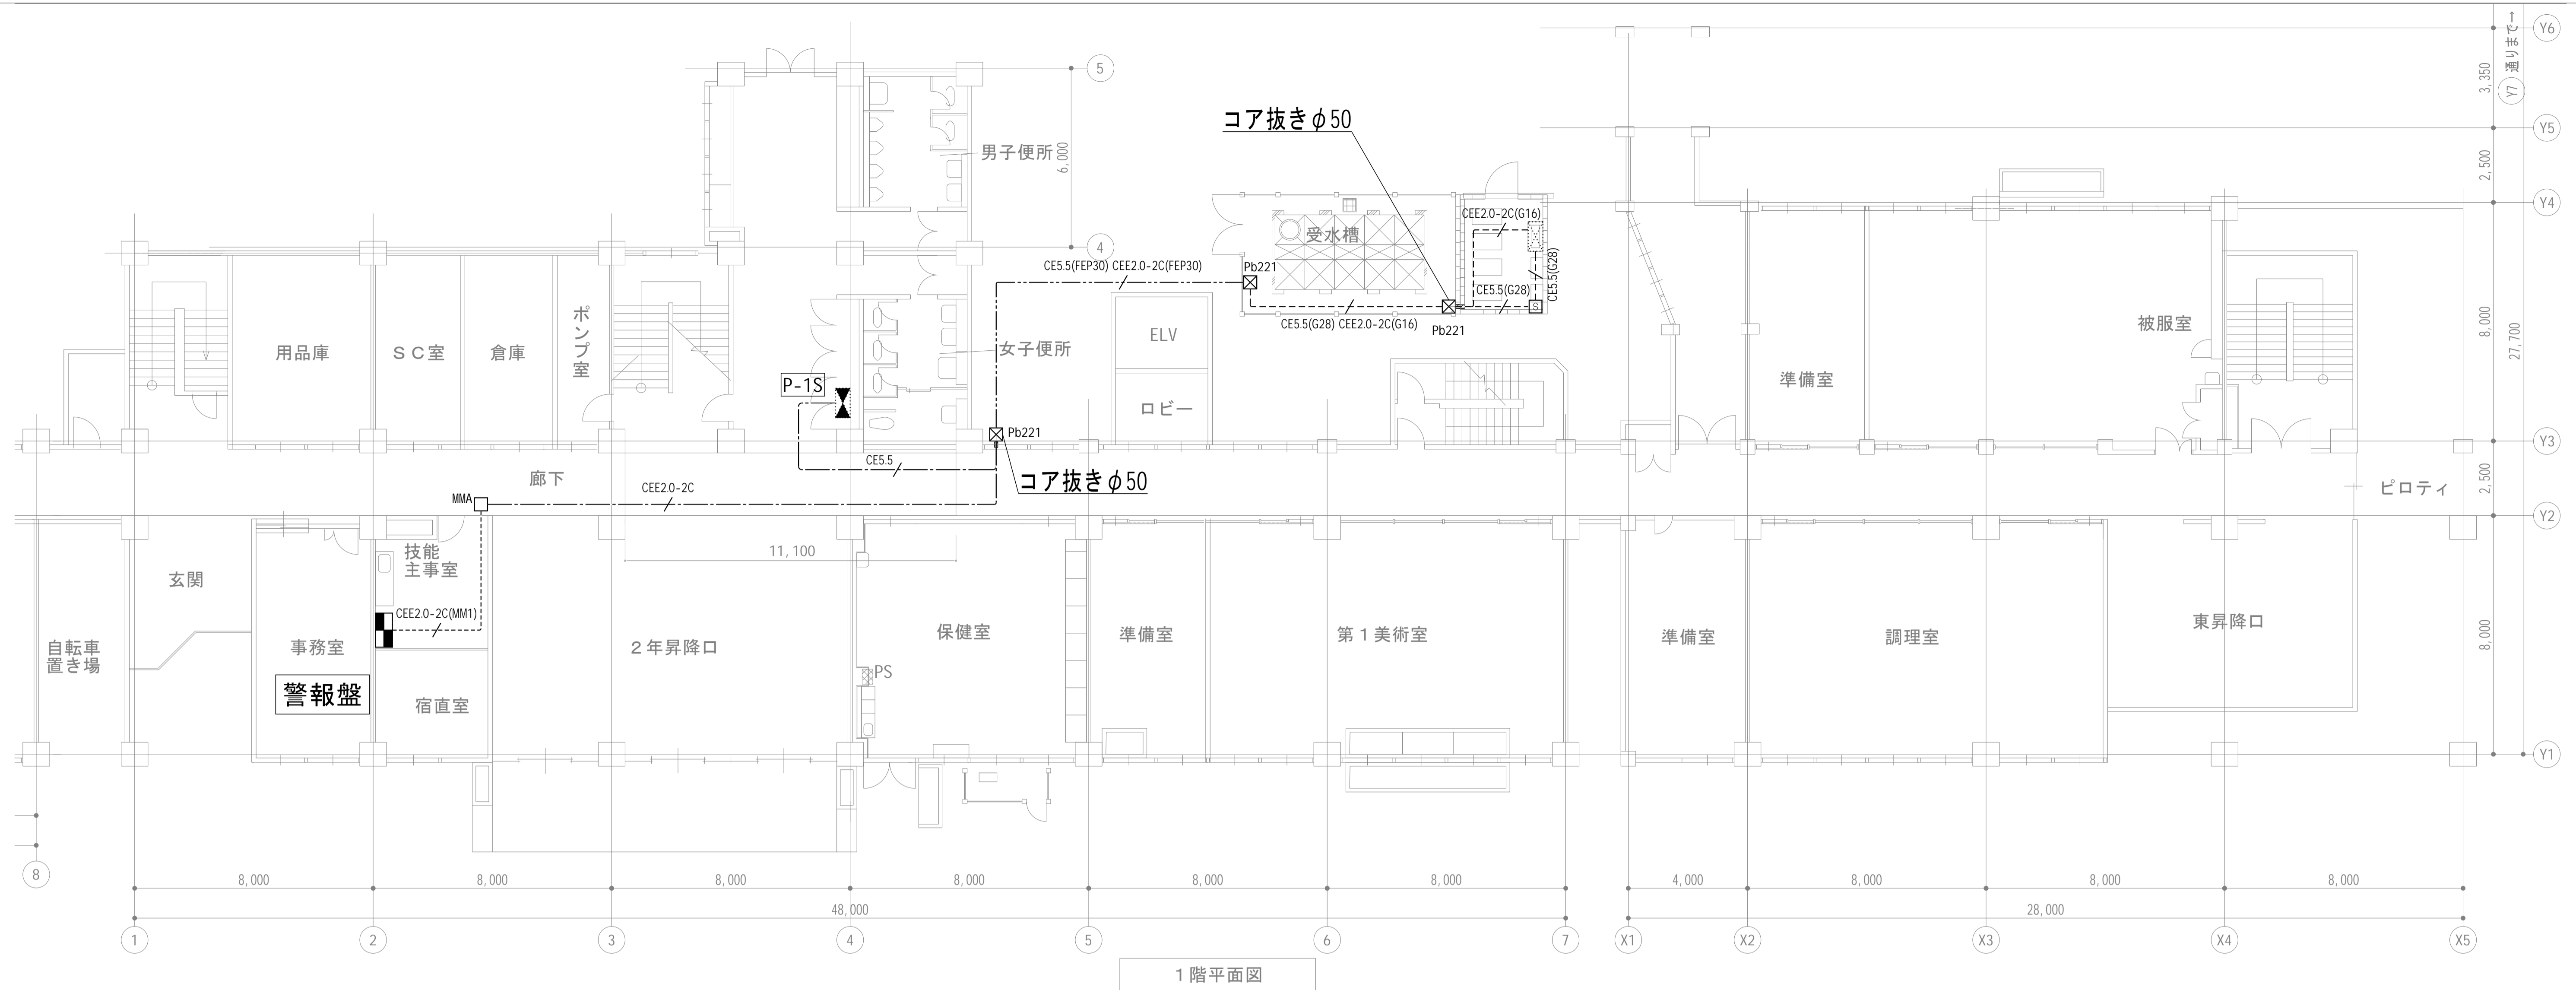 Y6
通りまで→
Y7
3,350
5
コア抜きφ50
Y5
男子便所
6,000
2,500
CEE2.0-2C(G16)
Y4
受水槽
4
CE5.5(FEP30) CEE2.0-2C(FEP30)
Pb221
CE5.5(G28)
CE5.5(G28)
S
CE5.5(G28) CEE2.0-2C(G16)
Pb221
ポンプ室
ELV
被服室
8,000
27,700
用品庫
ＳＣ室
倉庫
女子便所
P-1S
準備室
ロビー
Pb221
Y3
CE5.5
廊下
コア抜きφ50
CEE2.0-2C
MMA
ピロティ
2,500
Y2
技能
主事室
11,100
玄関
CEE2.0-2C(MM1)
自転車
置き場
事務室
２年昇降口
保健室
準備室
第１美術室
準備室
調理室
東昇降口
8,000
PS
警報盤
宿直室
Y1
8
8,000
8,000
8,000
8,000
8,000
8,000
4,000
8,000
8,000
8,000
48,000
28,000
1
2
3
4
5
6
7
X1
X2
X3
X4
X5
１階平面図